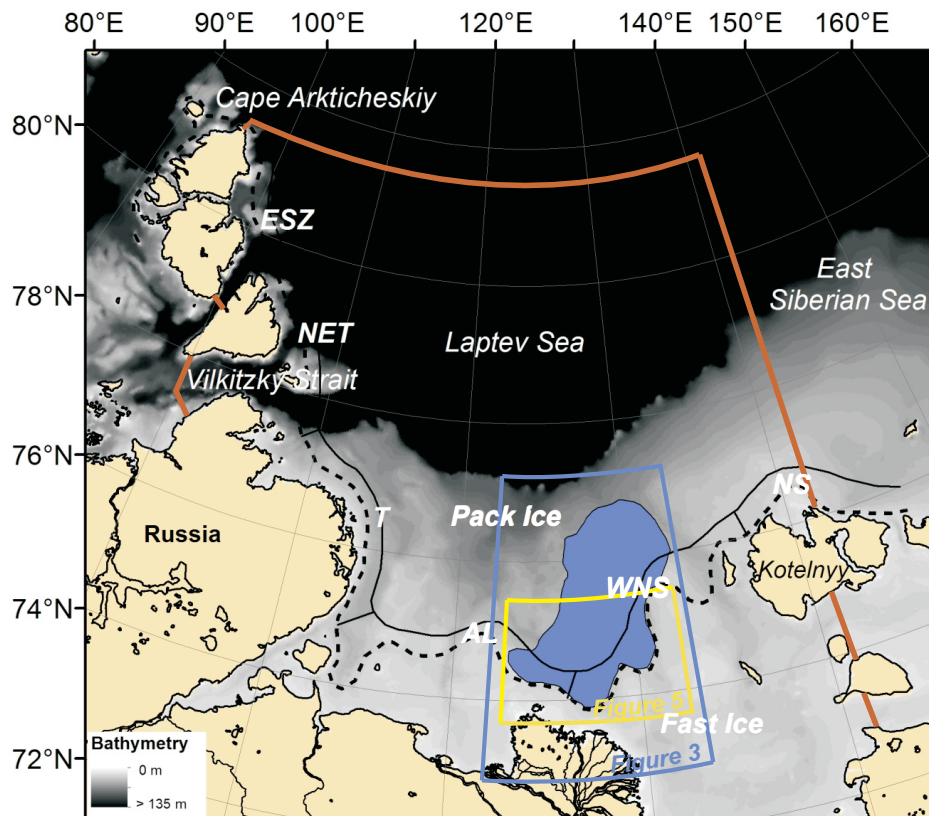 80°E 90°E 100°E 120°E 140°E 150°E 160°E
Cape Arkticheskiy
80°N
ESZ
East
Siberian Sea
78°N
NET
Laptev Sea
Vilkitzky Strait
76°N
NS
Pack Ice
T
Russia
Kotelnyy
WNS
74°N
AL
Figure 5
Fast Ice
Bathymetry
Figure 3
72°N
0 m
> 135 m